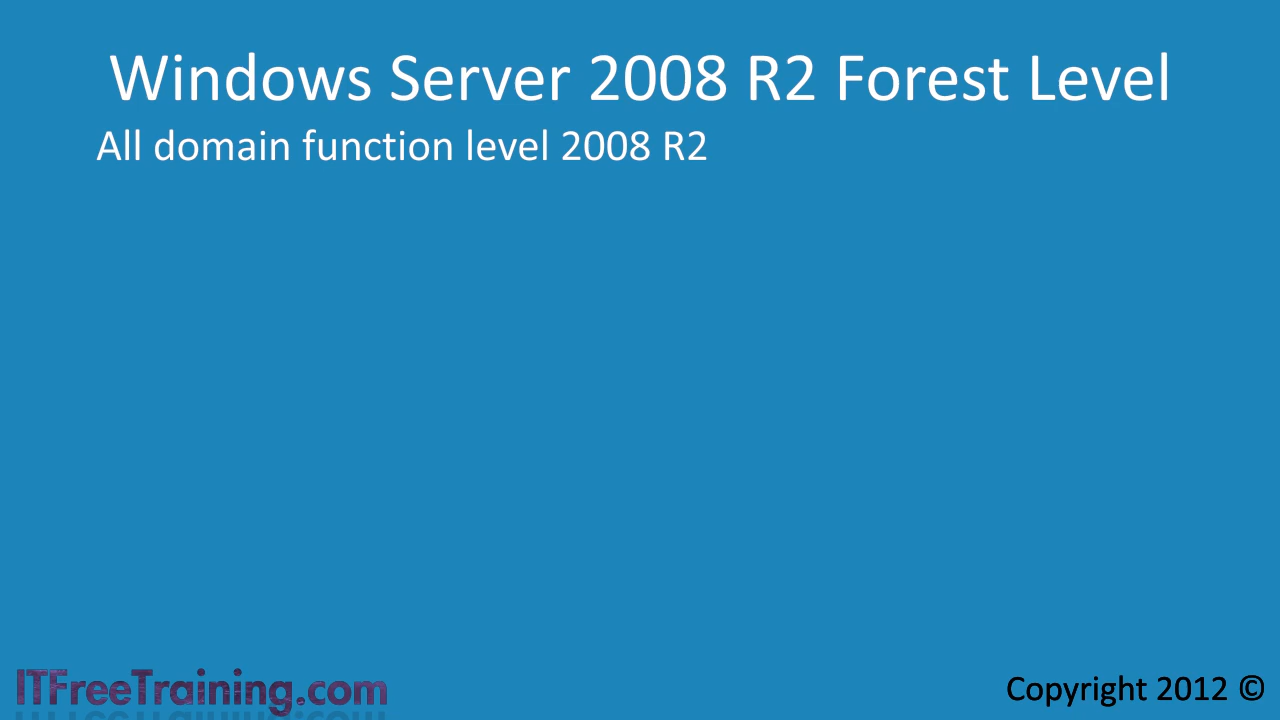 Windows Server 2008 R2 Forest Level
All domain function level 2008 R2
ITFreeTraining.com
Copyright 2012 ©